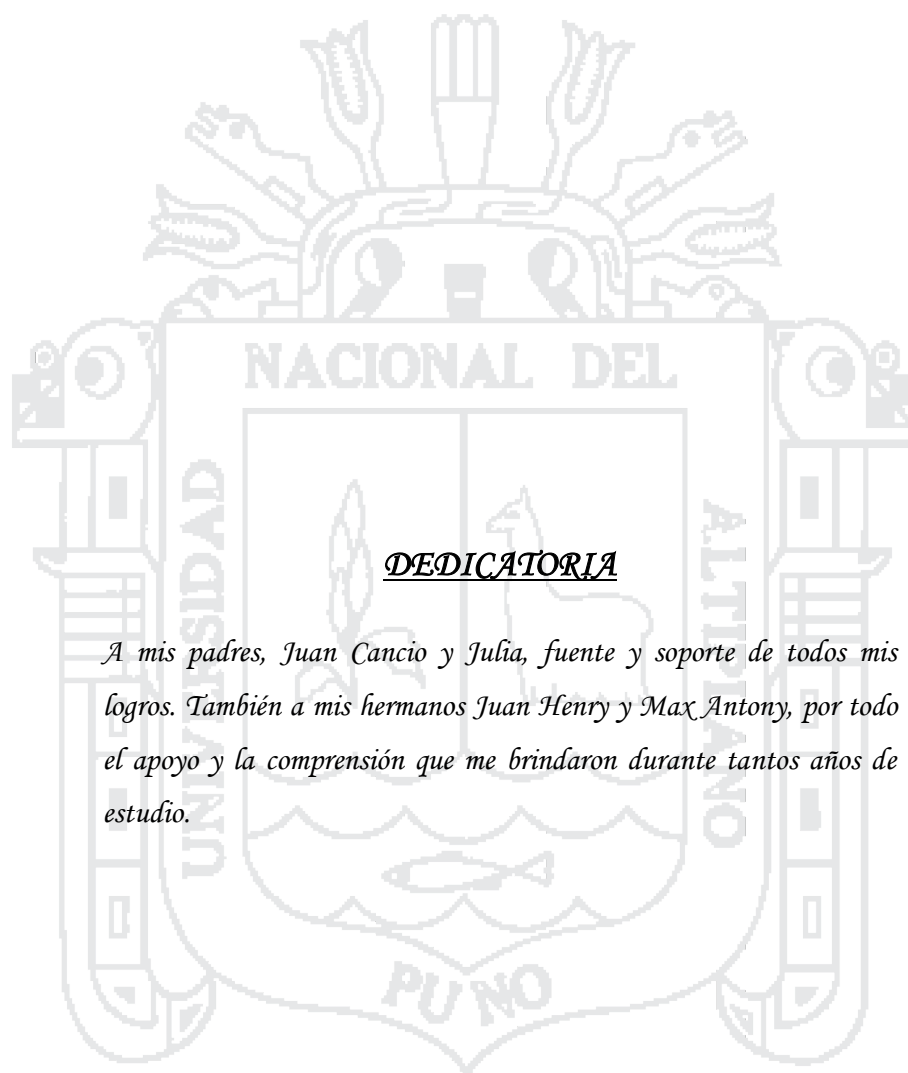 NACIONAL DEL
UNIVERSIDAD
ALTIPLANO
DEDICATORIA
A mis padres, Juan Cancio y Julia, fuente y soporte de todos mis
logros. También a mis hermanos Juan Henry y Max Antony, por todo
el apoyo y la comprensión que me brindaron durante tantos años de
estudio.
PUNO